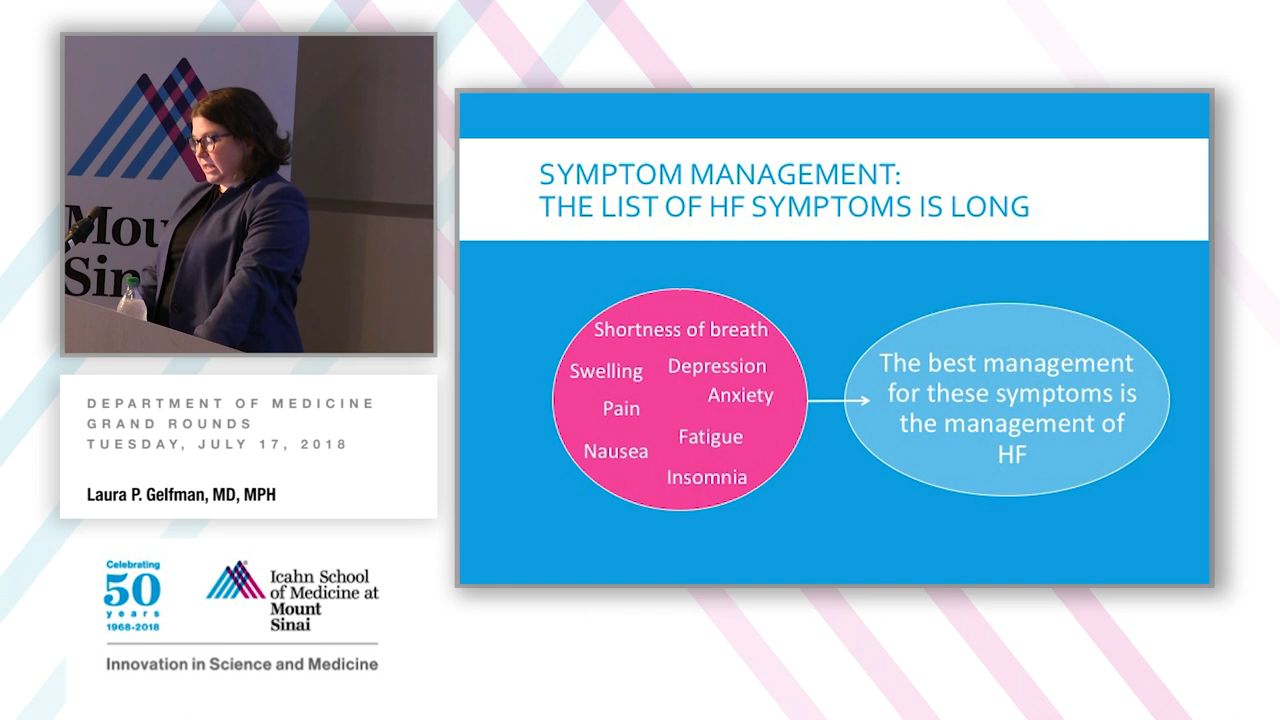 Mou
Sin
DEPARTMENT OF MEDICINE
GRAND ROUNDS
TUESDAY, JULY 17, 2018
Laura P. Gelfman, MD, MPH
Celebrating
50
years
1968-2018
Icahn School
of Medicine at
Mount
Sinai
Innovation in Science and Medicine
SYMPTOM MANAGEMENT:
THE LIST OF HF SYMPTOMS IS LONG
Shortness of breath
Swelling
Depression
Anxiety
Pain
Fatigue
Nausea
Insomnia
The best management
for these symptoms is
the management of
HF